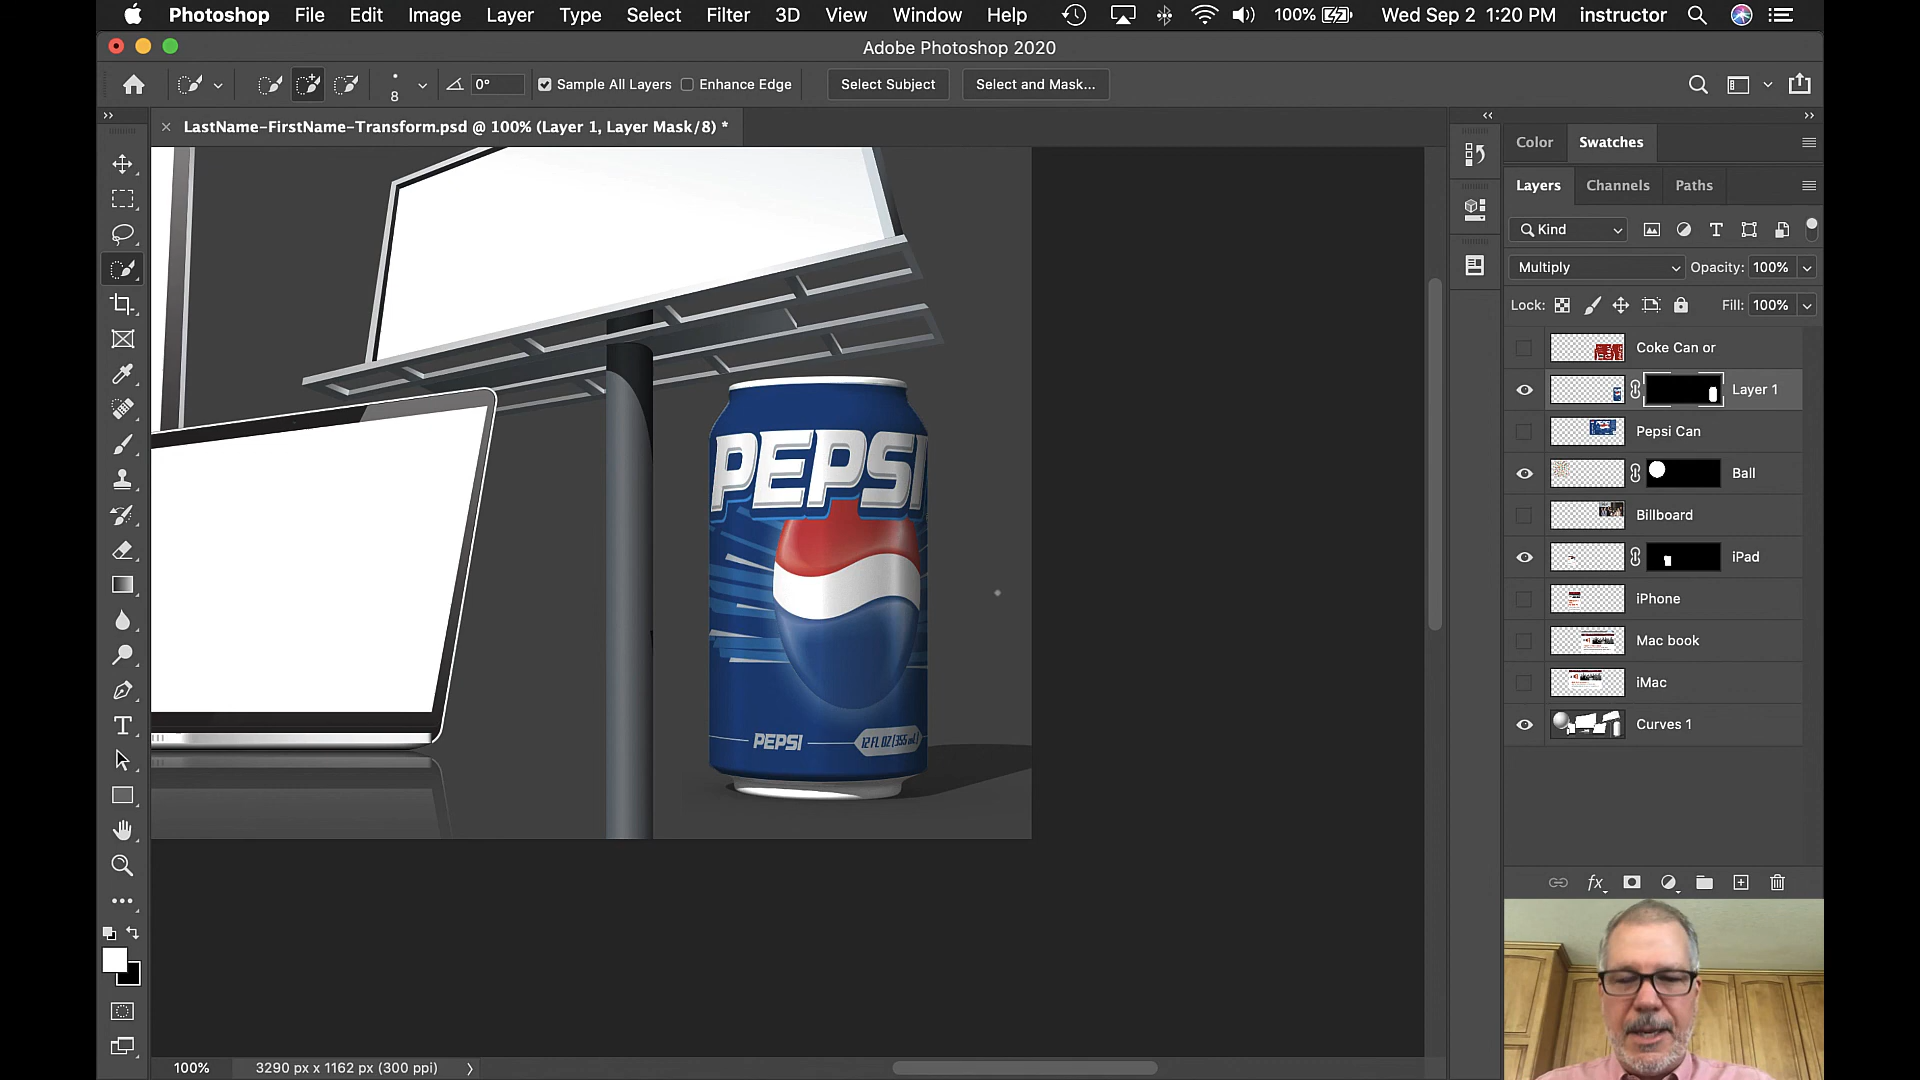 Photoshop File Edit Image Layer Type Select Filter 3D View Window Help 100% Wed Sep 2 1:20 PM instructor
Adobe Photoshop 2020
8 0° Sample All Layers Enhance Edge Select Subject Select and Mask...
LastName-FirstName-Transform.psd @ 100% (Layer 1, Layer Mask/8) *
Color Swatches
Layers Channels Paths
Kind
Multiply Opacity: 100%
Lock: Fill: 100%
Coke Can or
Layer 1
Pepsi Can
Ball
Billboard
iPad
iPhone
Mac book
iMac
Curves 1
PEPSI
PEPSI 12 FL OZ (355 mL)
100% 3290 px x 1162 px (300 ppi)